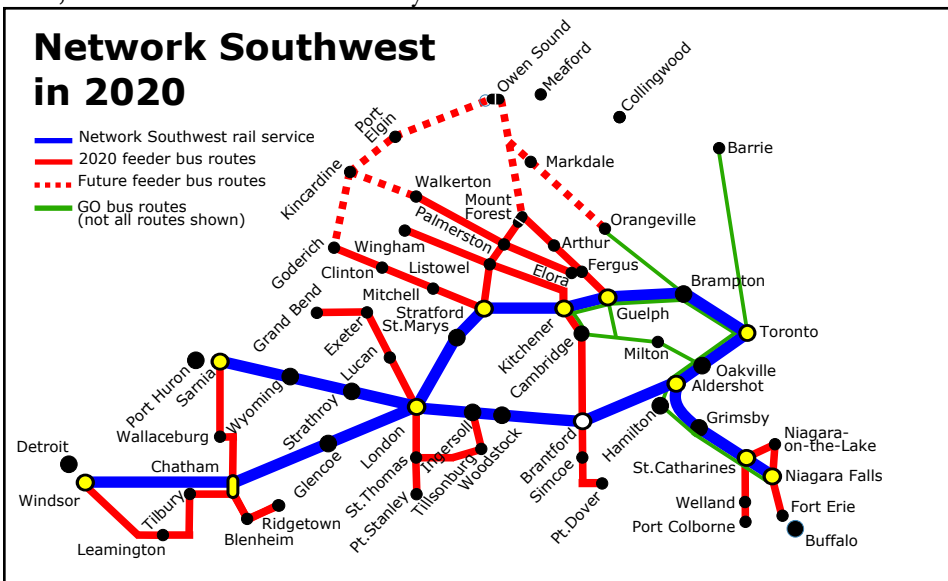 Network Southwest
in 2020
Network Southwest rail service
2020 feeder bus routes
Future feeder bus routes
GO bus routes
(not all routes shown)
Owen Sound
Meaford
Collingwood
Port
Elgin
Barrie
Kincardine
Markdale
Walkerton
Mount
Forest
Orangeville
Palmerston
Goderich
Wingham
Arthur
Clinton
Listowel
Elora
Fergus
Brampton
Grand Bend
Mitchell
Stratford
St.Marys
Exeter
Kitchener
Guelph
Toronto
Lucan
Cambridge
Milton
Oakville
Port Huron
Sarnia
Wyoming
Strathroy
Aldershot
Wallaceburg
London
Ingersoll
Woodstock
Brantford
Hamilton
Grimsby
Niagara-
on-the-Lake
Detroit
Chatham
Glencoe
St.Thomas
Tillsonburg
Simcoe
St.Catharines
Niagara Falls
Windsor
Tilbury
Pt.Stanley
Pt.Dover
Welland
Fort Erie
Leamington
Ridgetown
Blenheim
Port Colborne
Buffalo